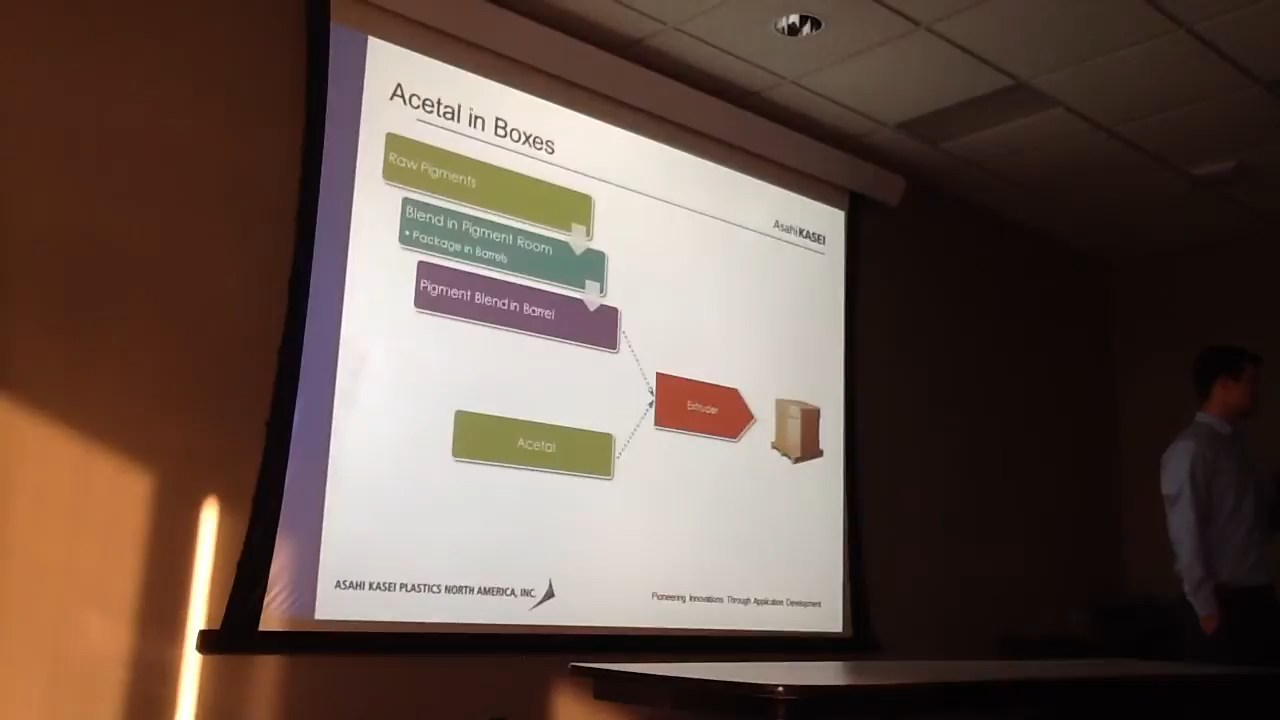 Acetal in Boxes
AsahiKASEI
Raw Pigments
Blend in Pigment Room
• Package in Barrels
Pigment Blend in Barrel
Extruder
Acetal
ASAHI KASEI PLASTICS NORTH AMERICA, INC.
Pioneering Innovations Through Application Development